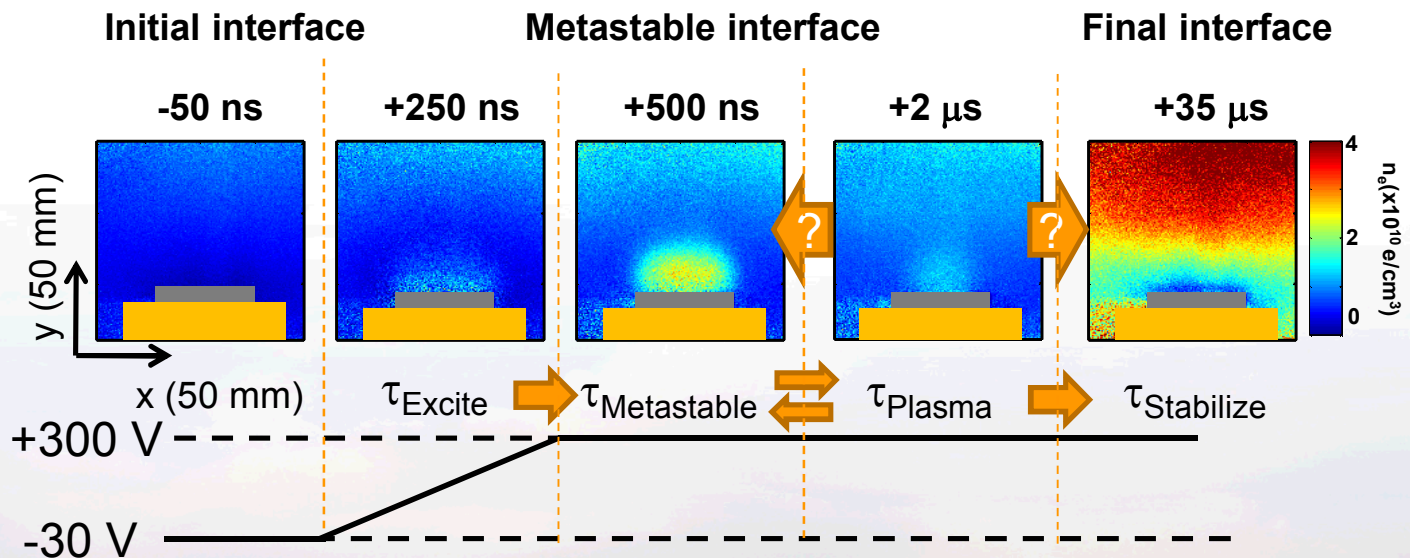 Initial interface
Metastable interface
Final interface
-50 ns
+250 ns
+500 ns
+2 μs
+35 μs
y (50 mm)
x (50 mm)
?
?
4
2
0
nₑ(x10¹⁰ e/cm³)
τExcite
τMetastable
τPlasma
τStabilize
+300 V
-30 V